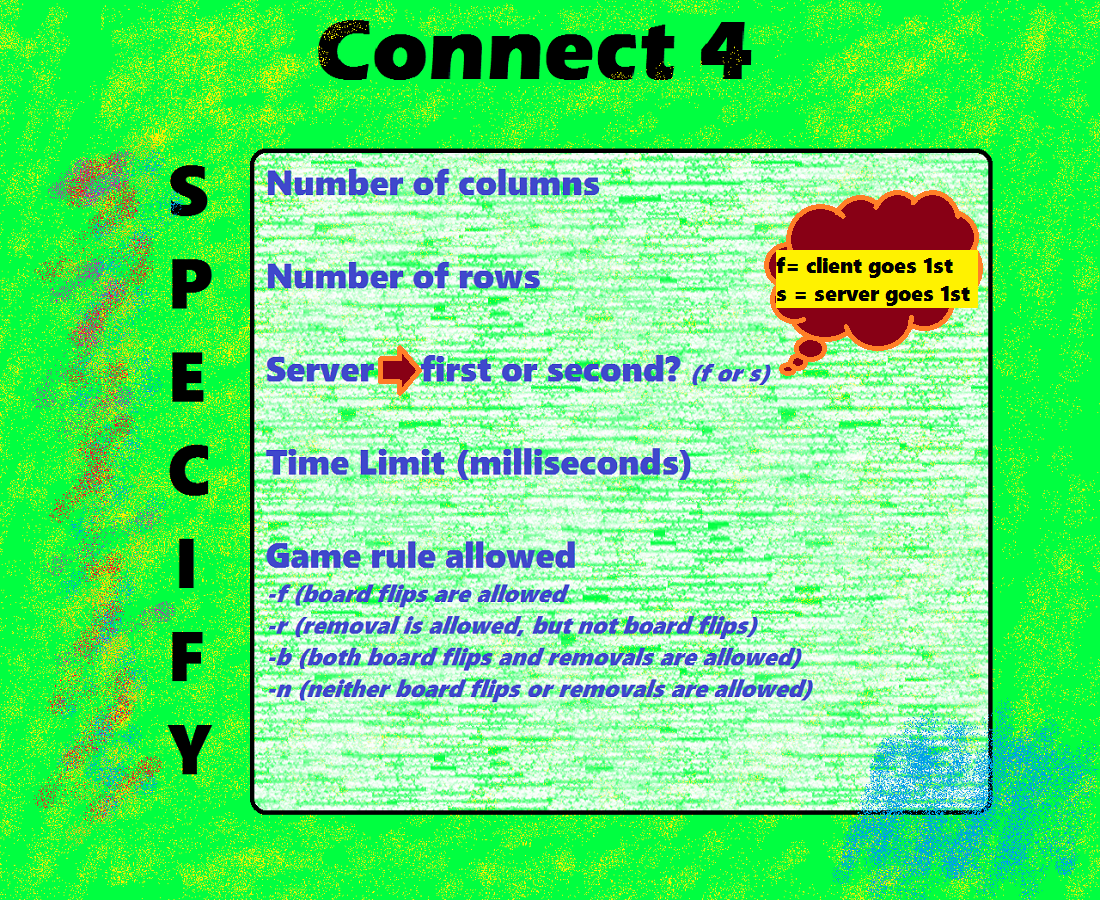 Connect 4
SPECIFY
Number of columns
Number of rows
f= client goes 1st
s = server goes 1st
Server first or second? (f or s)
Time Limit (milliseconds)
Game rule allowed
-f (board flips are allowed
-r (removal is allowed, but not board flips)
-b (both board flips and removals are allowed)
-n (neither board flips or removals are allowed)